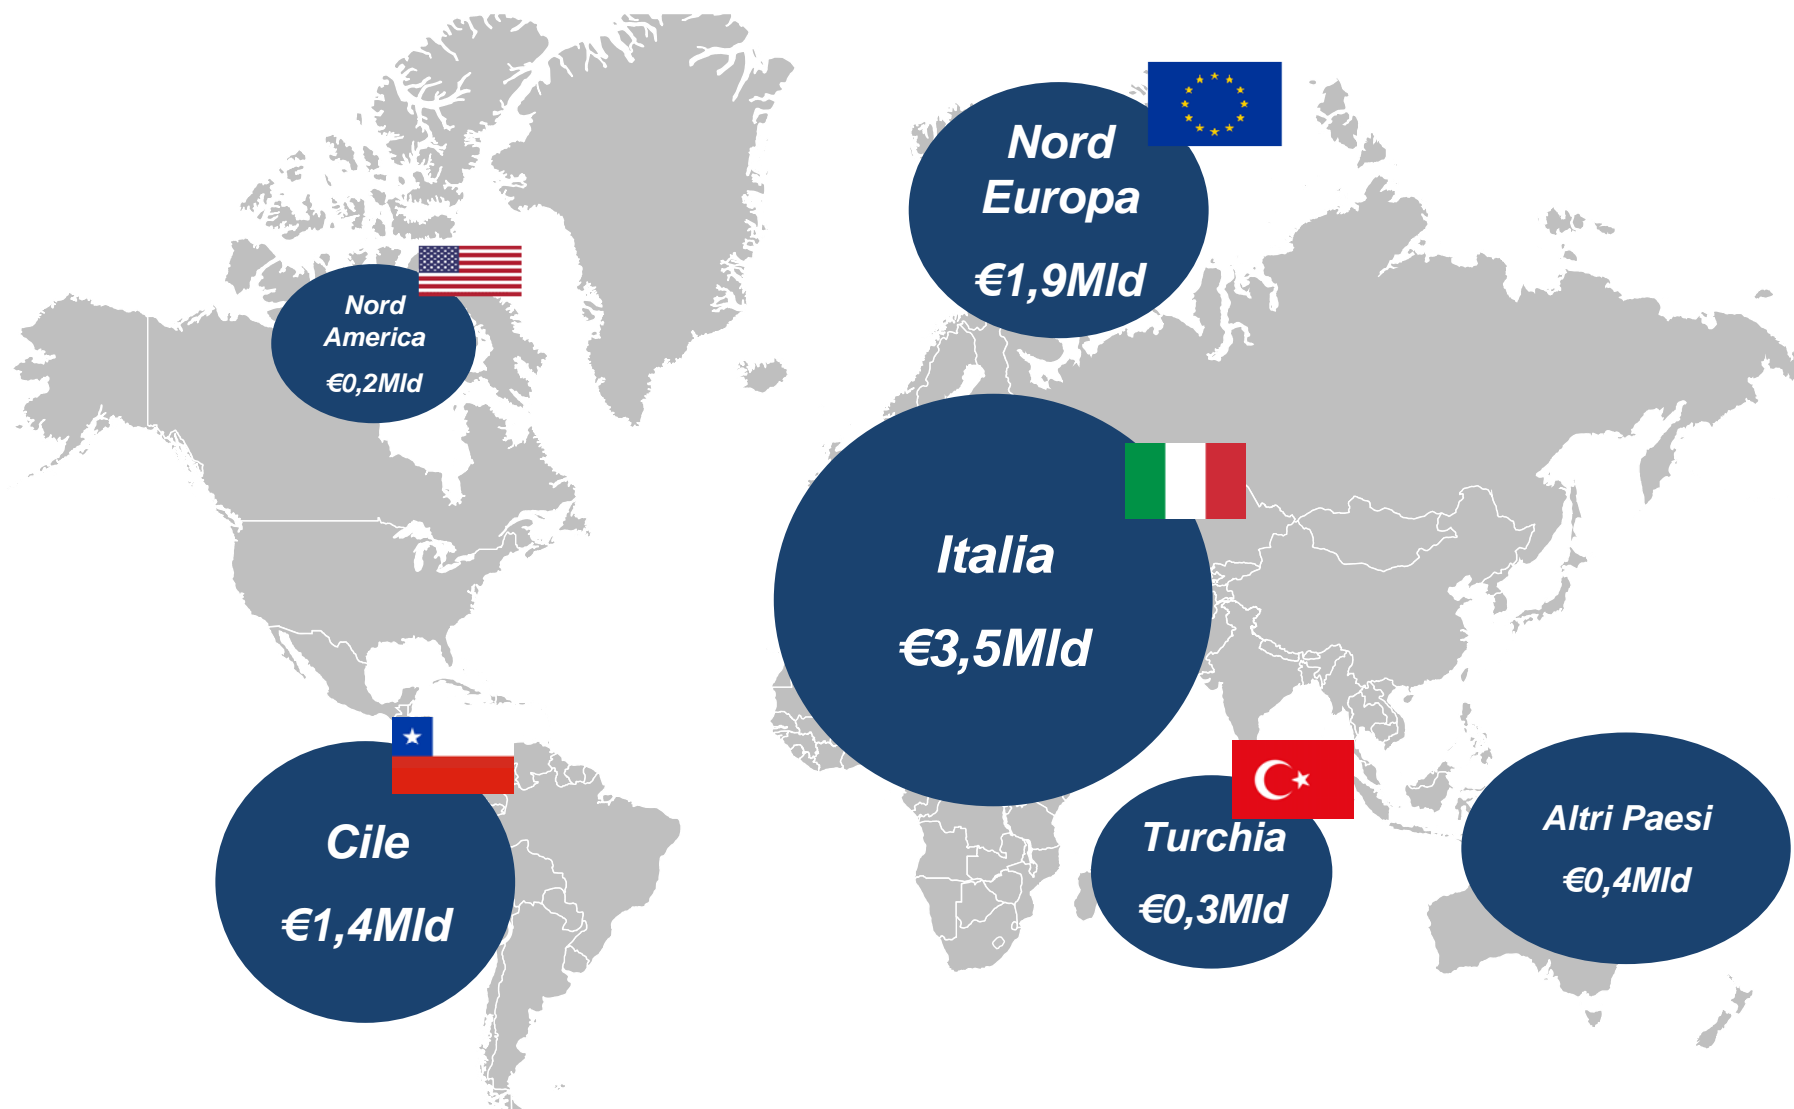 Nord
Europa
€1,9Mld
Nord
America
€0,2Mld
Italia
€3,5Mld
Cile
€1,4Mld
Turchia
€0,3Mld
Altri Paesi
€0,4Mld